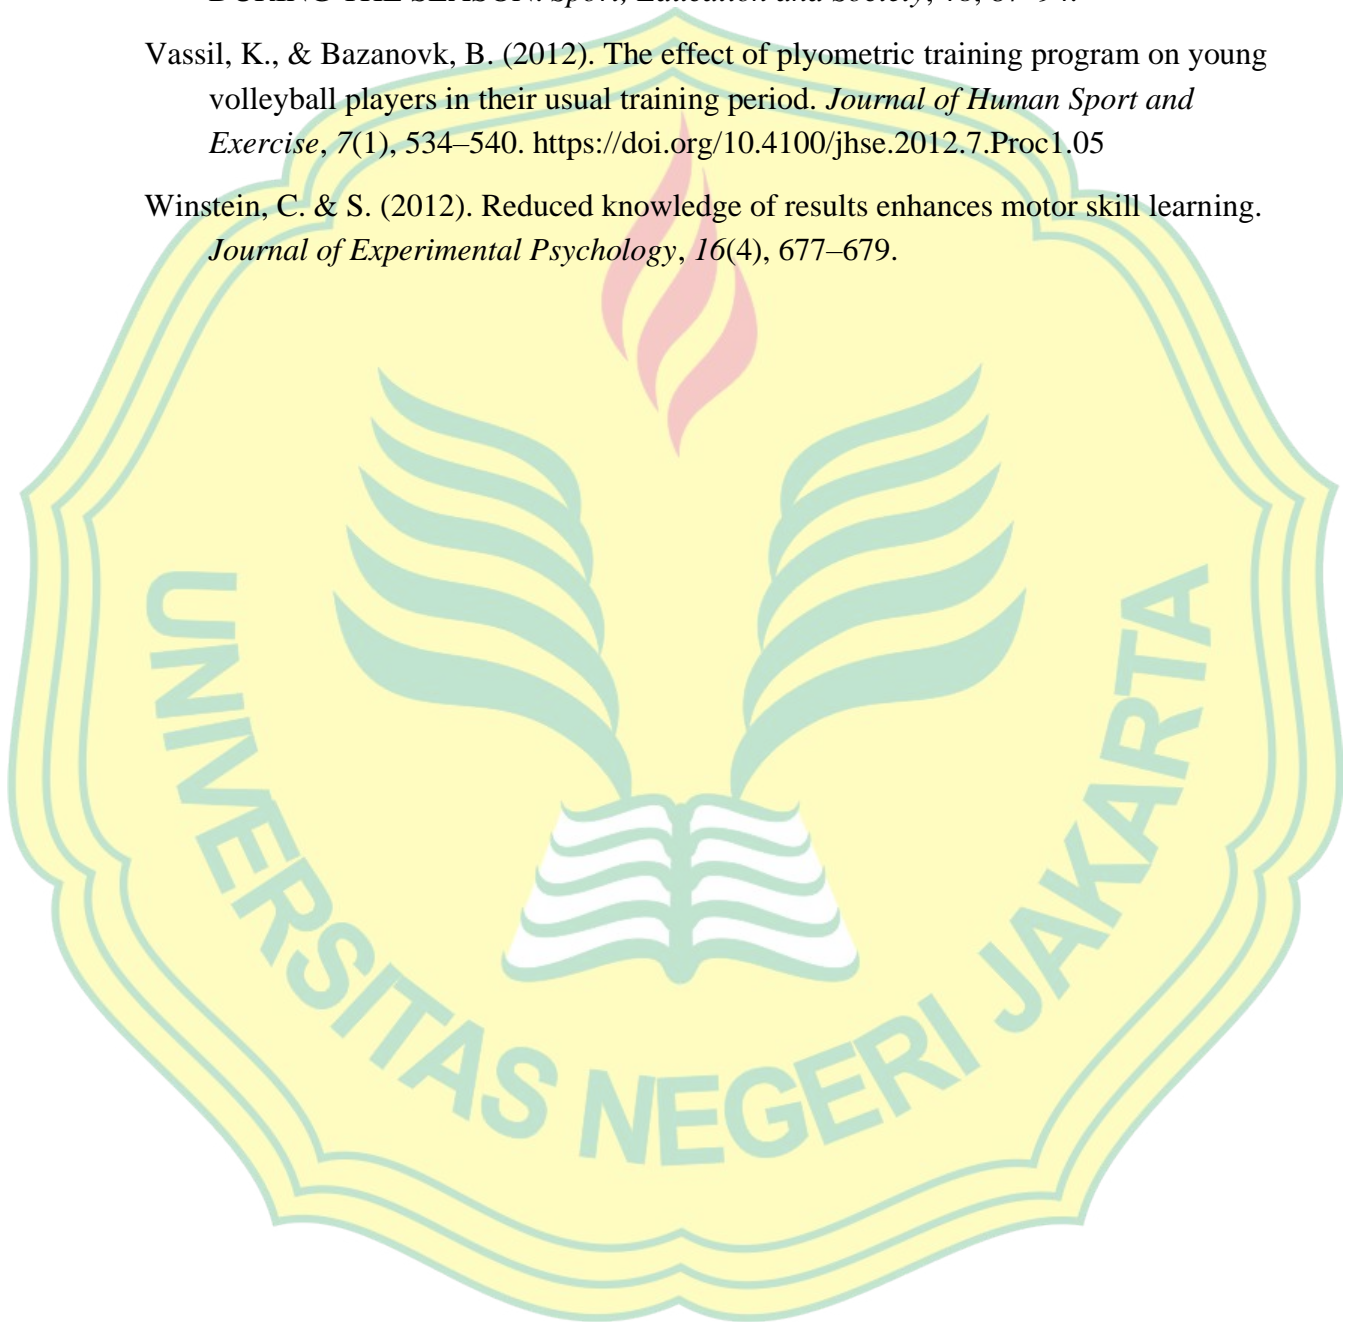 Vassil, K., & Bazanovk, B. (2012). The effect of plyometric training program on young
volleyball players in their usual training period. Journal of Human Sport and
Exercise, 7(1), 534–540. https://doi.org/10.4100/jhse.2012.7.Proc1.05
Winstein, C. & S. (2012). Reduced knowledge of results enhances motor skill learning.
Journal of Experimental Psychology, 16(4), 677–679.
UNIVERSITAS NEGERI JAKARTA